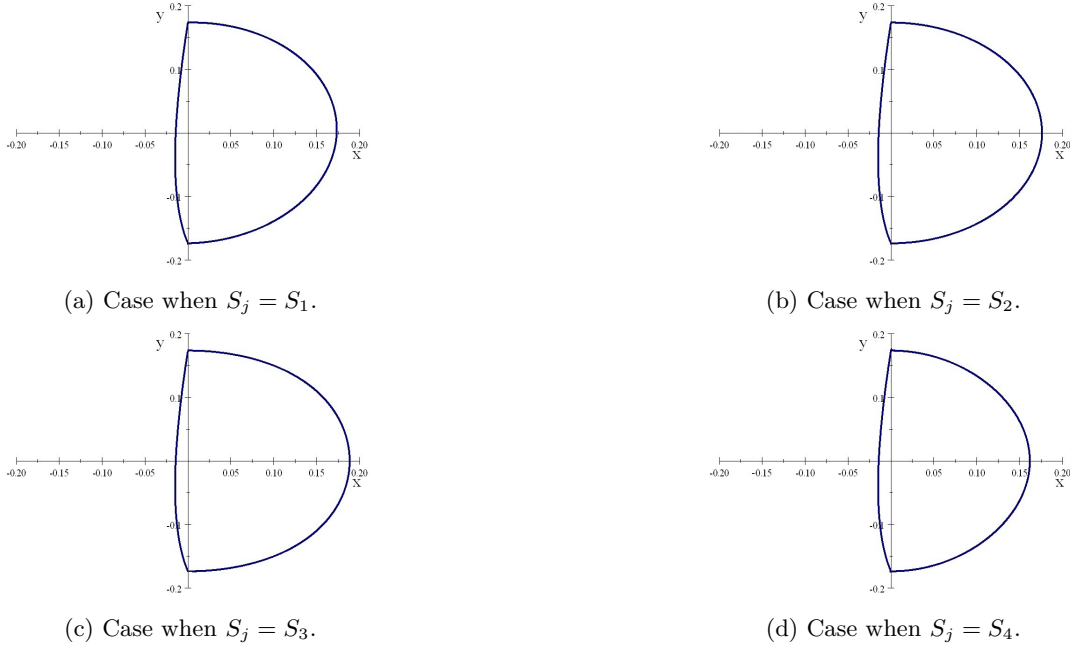 y 0.2
0.1
-0.20 -0.15 -0.10 -0.05 0.05 0.10 0.15 0.20
x
-0.1
-0.2
(a) Case when $S_j = S_1$.
y 0.2
0.1
-0.20 -0.15 -0.10 -0.05 0.05 0.10 0.15 0.20
x
-0.1
-0.2
(b) Case when $S_j = S_2$.
y 0.2
0.1
-0.20 -0.15 -0.10 -0.05 0.05 0.10 0.15 0.20
x
-0.1
-0.2
(c) Case when $S_j = S_3$.
y 0.2
0.1
-0.20 -0.15 -0.10 -0.05 0.05 0.10 0.15 0.20
x
-0.1
-0.2
(d) Case when $S_j = S_4$.